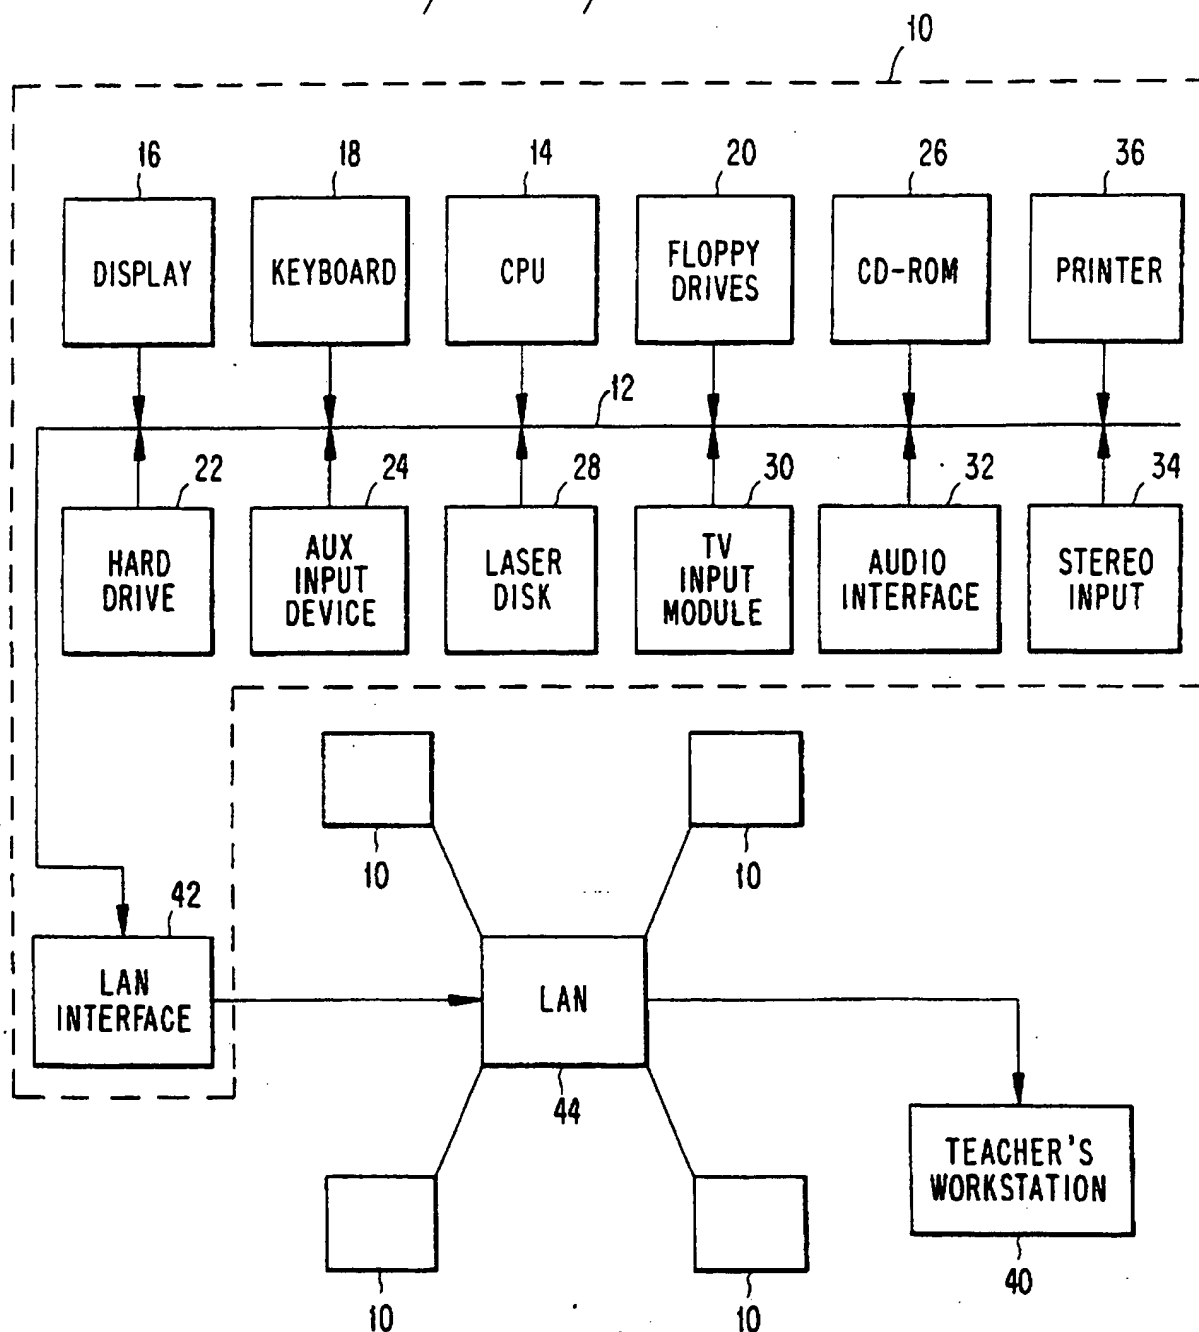 10
16
18
14
20
26
36
DISPLAY
KEYBOARD
CPU
FLOPPY
DRIVES
CD-ROM
PRINTER
12
22
24
28
30
32
34
HARD
DRIVE
AUX
INPUT
DEVICE
LASER
DISK
TV
INPUT
MODULE
AUDIO
INTERFACE
STEREO
INPUT
10
10
42
LAN
INTERFACE
LAN
44
TEACHER'S
WORKSTATION
40
10
10